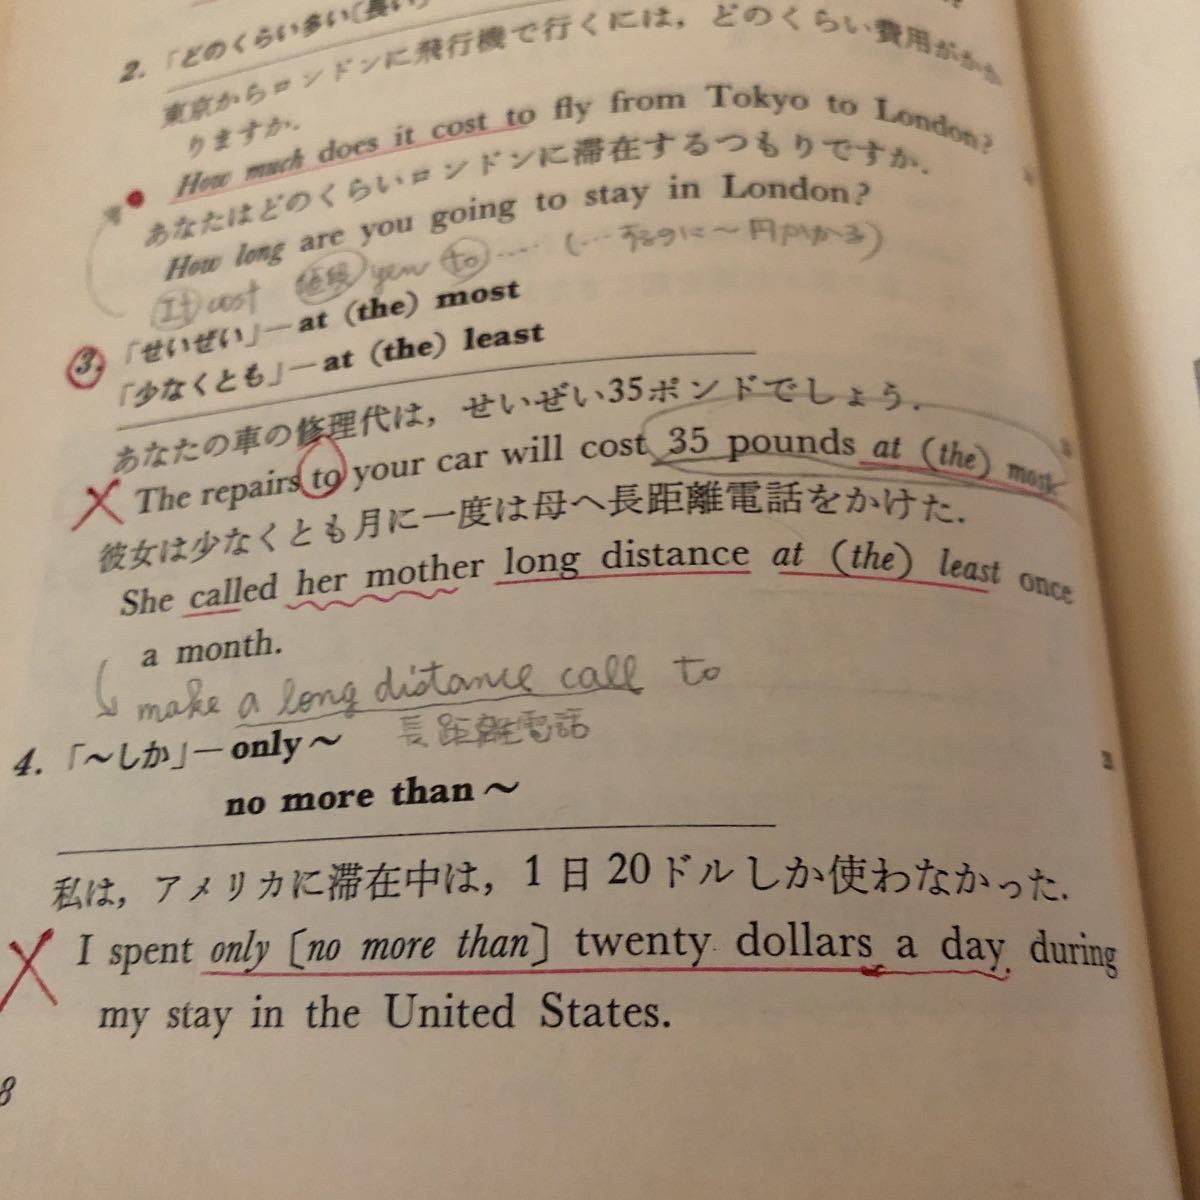 2. 「どのくらい多い〔長い〕
東京からロンドンに飛行機で行くには，どのくらい費用がかか
りますか．
How much does it cost to fly from Tokyo to London?
あなたはどのくらいロンドンに滞在するつもりですか．
How long are you going to stay in London?
It cost yen to ‥‥ (…するのに〜円かかる)
3. 「せいぜい」— at (the) most
「少なくとも」— at (the) least
あなたの車の修理代は，せいぜい35ポンドでしょう．
The repairs to your car will cost 35 pounds at (the) most.
彼女は少なくとも月に一度は母へ長距離電話をかけた．
She called her mother long distance at (the) least once
a month.
make a long distance call to
長距離電話
4. 「〜しか」— only〜
no more than〜
私は，アメリカに滞在中は，1日20ドルしか使わなかった．
I spent only [no more than] twenty dollars a day during
my stay in the United States.
8